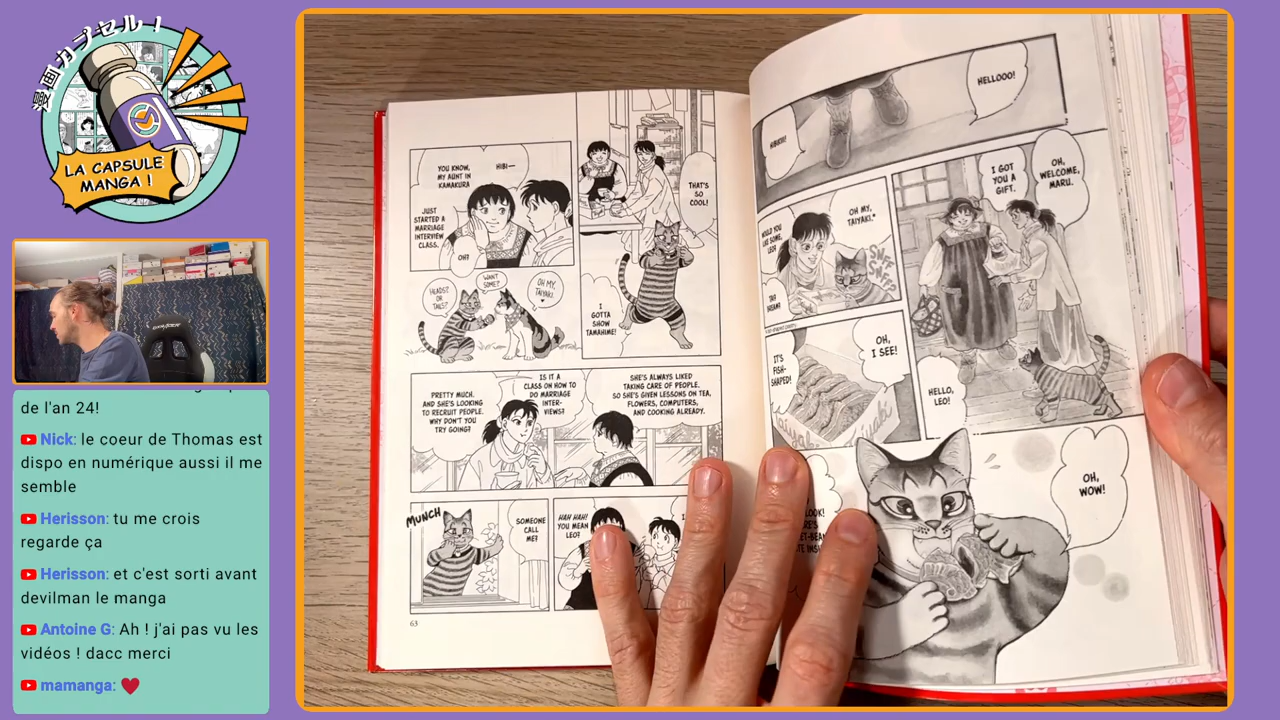 漫画カプセル！
LA CAPSULE
MANGA !
de l'an 24!
Nick: le coeur de Thomas est
dispo en numérique aussi il me
semble
Herisson: tu me crois
regarde ça
Herisson: et c'est sorti avant
devilman le manga
Antoine G: Ah ! j'ai pas vu les
vidéos ! dacc merci
mamanga:
YOU KNOW,
MY AUNT IN
KAMAKURA
HIBI—
JUST
STARTED A
MARRIAGE
INTERVIEW
CLASS.
OH?
THAT'S
SO
COOL!
I
GOTTA
SHOW
TAMAHIME!
HEADS?
OR
TAILS?
WANT
SOME?
OH MY,
TAIYAKI
PRETTY MUCH.
AND SHE'S LOOKING
TO RECRUIT PEOPLE.
WHY DON'T YOU
TRY GOING?
IS IT A
CLASS ON HOW TO
DO MARRIAGE
INTER-
VIEWS?
SHE'S ALWAYS LIKED
TAKING CARE OF PEOPLE,
SO SHE'S GIVEN LESSONS ON TEA,
FLOWERS, COMPUTERS,
AND COOKING ALREADY.
MUNCH
SOMEONE
CALL
ME?
HAH HAH!
YOU MEAN
LEO?
I
63
HELLOOO!
HIBIKI!!
I GOT
YOU A
GIFT.
OH,
WELCOME,
MARU.
OH MY,
TAIYAKI.*
WOULD YOU
LIKE SOME,
LEO?
SNFF
SNFF?
OH,
I SEE!
IT'S
FISH-
SHAPED!
HELLO,
LEO!
LOOK!
OH,
WOW!